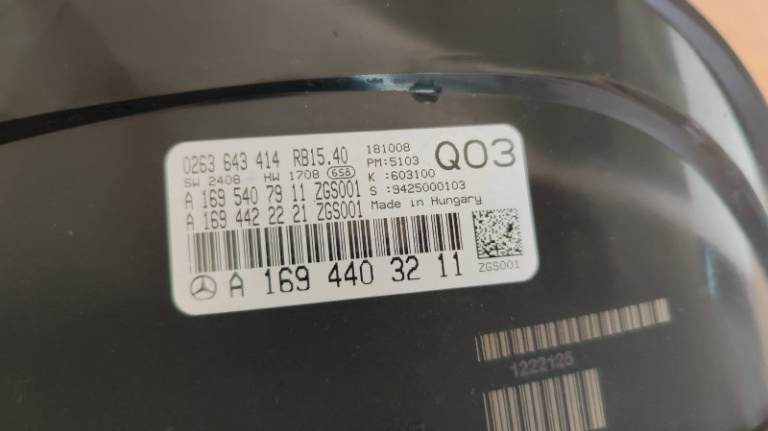 0263 643 414 RB15.40
SW 2408 HW 1708 658
A 169 540 79 11 ZGS001
A 169 442 22 21 ZGS001
181008
PM:5103
K :603100
S :9425000103
Made in Hungary
Q03
ZGS001
A 169 440 32 11
1222125